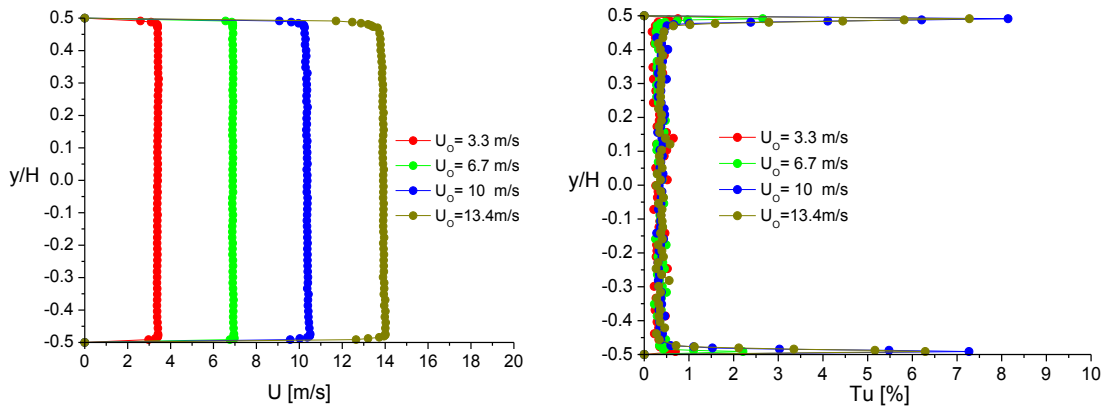 0.5
0.4
0.3
0.2
0.1
0.0
-0.1
-0.2
-0.3
-0.4
-0.5
y/H
0 2 4 6 8 10 12 14 16 18 20
U [m/s]
U_O= 3.3 m/s
U_O= 6.7 m/s
U_O= 10 m/s
U_O=13.4m/s
0.5
0.4
0.3
0.2
0.1
0.0
-0.1
-0.2
-0.3
-0.4
-0.5
y/H
0 1 2 3 4 5 6 7 8 9 10
Tu [%]
U_O= 3.3 m/s
U_O= 6.7 m/s
U_O= 10 m/s
U_O=13.4m/s